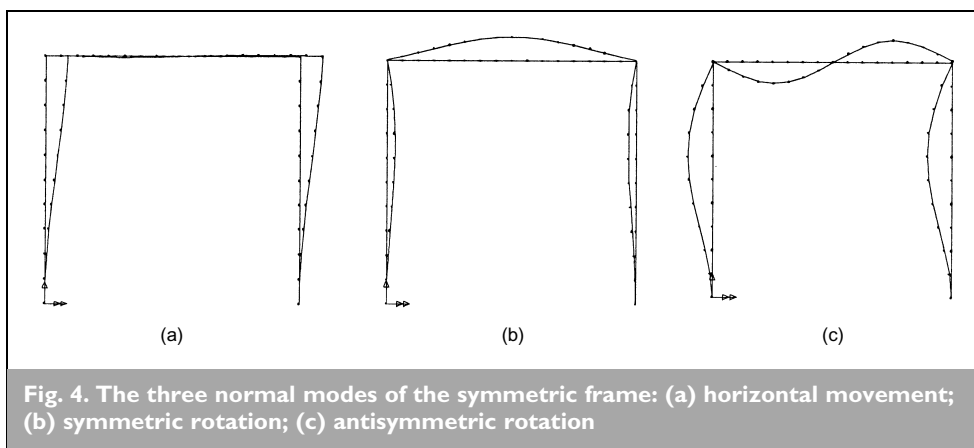 (a)
(b)
(c)
Fig. 4. The three normal modes of the symmetric frame: (a) horizontal movement;
(b) symmetric rotation; (c) antisymmetric rotation